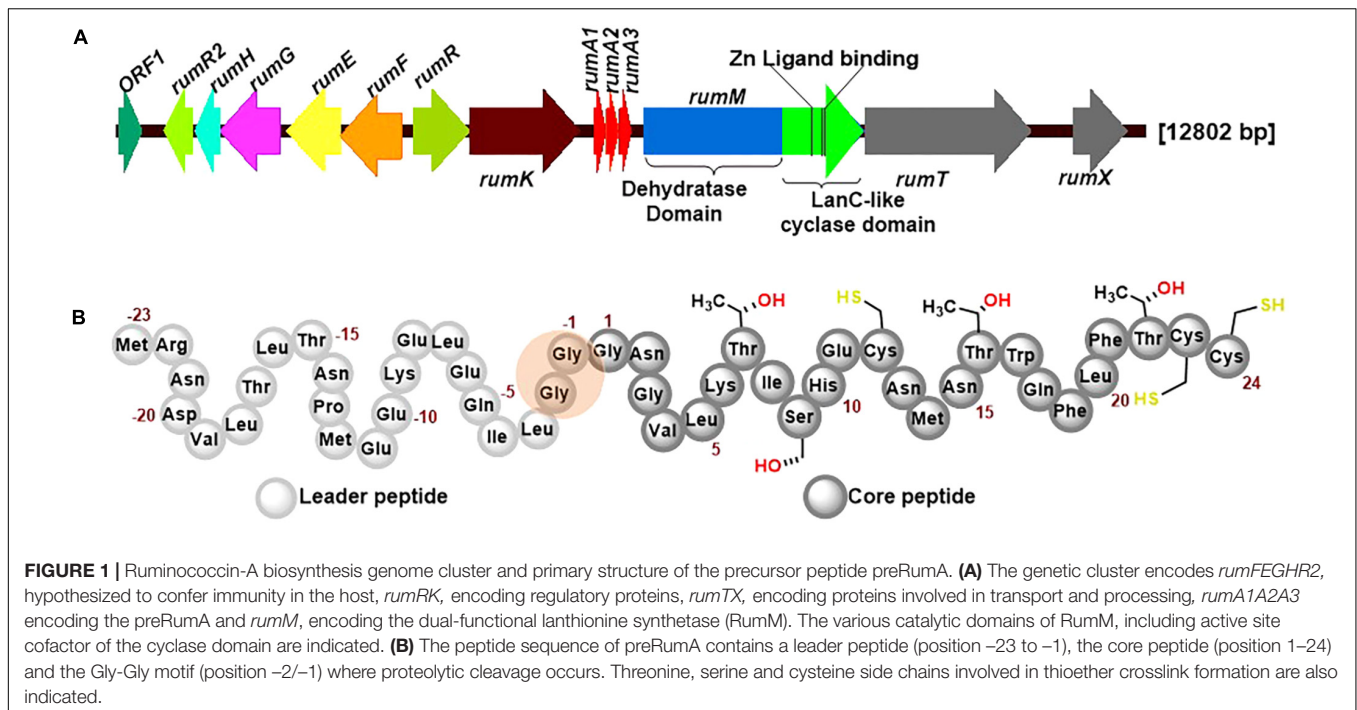 A
ORF1
rumR2
rumH
rumG
rumE
rumF
rumR
rumK
rumA1
rumA2
rumA3
Zn Ligand binding
rumM
rumT
rumX
[12802 bp]
Dehydratase
Domain
LanC-like
cyclase domain
B
-23
Met Arg
Asn
-20 Asp
Val
Leu
Thr
Leu
Thr -15
Asn
Pro
Met
Glu
Glu -10
Lys
Glu
Leu
Glu
Gln -5
Ile
Leu
Gly
Gly -1
1 Gly
Asn
Gly
Val
Leu 5
Lys
Thr
H₃C OH
Ile
Ser
HO
His 10
Glu
Cys
HS
Asn
Met
Asn 15
Thr
H₃C OH
Trp
Gln
Phe
Leu 20
Phe
Thr
H₃C OH
Cys
HS
Cys 24
SH
Leader peptide
Core peptide
FIGURE 1 | Ruminococcin-A biosynthesis genome cluster and primary structure of the precursor peptide preRumA. (A) The genetic cluster encodes rumFEGHR2,
hypothesized to confer immunity in the host, rumRK, encoding regulatory proteins, rumTX, encoding proteins involved in transport and processing, rumA1A2A3
encoding the preRumA and rumM, encoding the dual-functional lanthionine synthetase (RumM). The various catalytic domains of RumM, including active site
cofactor of the cyclase domain are indicated. (B) The peptide sequence of preRumA contains a leader peptide (position –23 to –1), the core peptide (position 1–24)
and the Gly-Gly motif (position –2/–1) where proteolytic cleavage occurs. Threonine, serine and cysteine side chains involved in thioether crosslink formation are also
indicated.